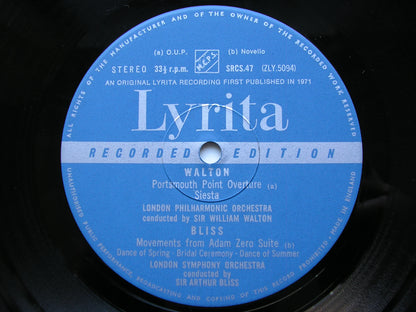 ALL RIGHTS OF THE MANUFACTURER AND OF THE OWNER OF THE RECORDED WORK RESERVED
(a) O.U.P. (b) Novello
M.C.P.S.
STEREO 33⅓ r.p.m. SRCS.47 (ZLY.5094)
AN ORIGINAL LYRITA RECORDING FIRST PUBLISHED IN 1971
Lyrita
RECORDED EDITION
WALTON
Portsmouth Point Overture (a)
Siesta
LONDON PHILHARMONIC ORCHESTRA
conducted by SIR WILLIAM WALTON
BLISS
Movements from Adam Zero Suite (b)
Dance of Spring - Bridal Ceremony - Dance of Summer
LONDON SYMPHONY ORCHESTRA
conducted by
SIR ARTHUR BLISS
UNAUTHORISED PUBLIC PERFORMANCE, BROADCASTING AND COPYING OF THIS RECORD PROHIBITED
MADE IN ENGLAND